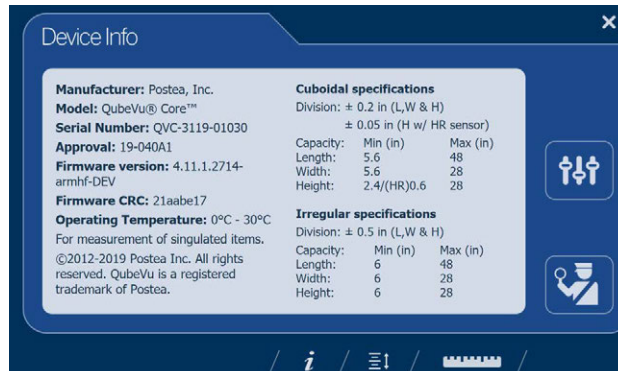 Device Info
Manufacturer: Postea, Inc.
Model: QubeVu® Core™
Serial Number: QVC-3119-01030
Approval: 19-040A1
Firmware version: 4.11.1.2714-
armhf-DEV
Firmware CRC: 21aabe17
Operating Temperature: 0°C - 30°C
For measurement of singulated items.
©2012-2019 Postea Inc. All rights
reserved. QubeVu is a registered
trademark of Postea.
Cuboidal specifications
Division: ± 0.2 in (L,W & H)
± 0.05 in (H w/ HR sensor)
Capacity: Min (in) Max (in)
Length: 5.6 48
Width: 5.6 28
Height: 2.4/(HR)0.6 28
Irregular specifications
Division: ± 0.5 in (L,W & H)
Capacity: Min (in) Max (in)
Length: 6 48
Width: 6 28
Height: 6 28